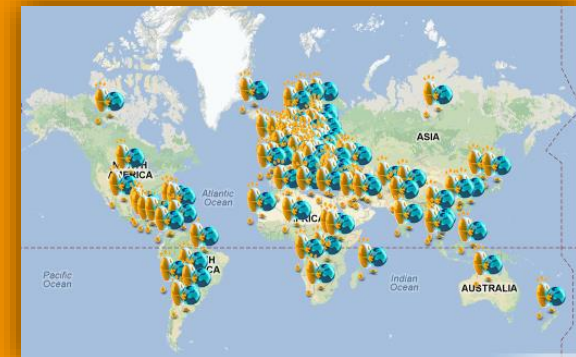 ASIA
Atlantic
Ocean
Pacific
Ocean
Indian
Ocean
AUSTRALIA